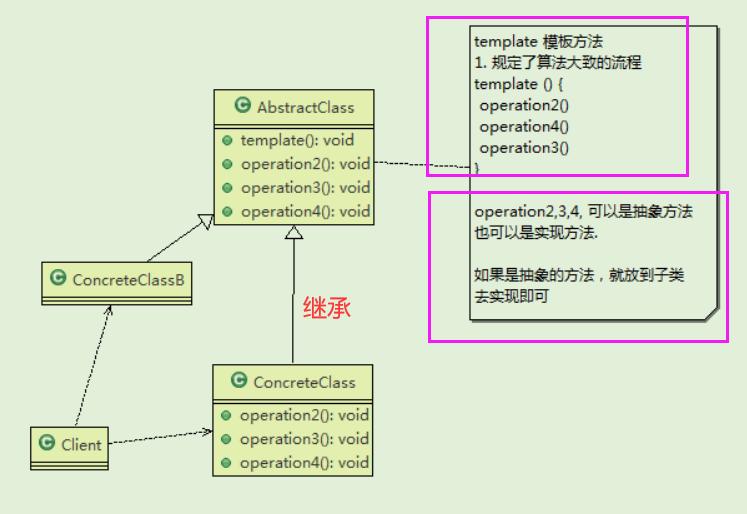 template 模板方法
1. 规定了算法大致的流程
template () {
operation2()
operation4()
operation3()
}
operation2,3,4, 可以是抽象方法
也可以是实现方法.
如果是抽象的方法，就放到子类
去实现即可
C AbstractClass
template(): void
operation2(): void
operation3(): void
operation4(): void
C ConcreteClassB
继承
C ConcreteClass
operation2(): void
operation3(): void
operation4(): void
C Client